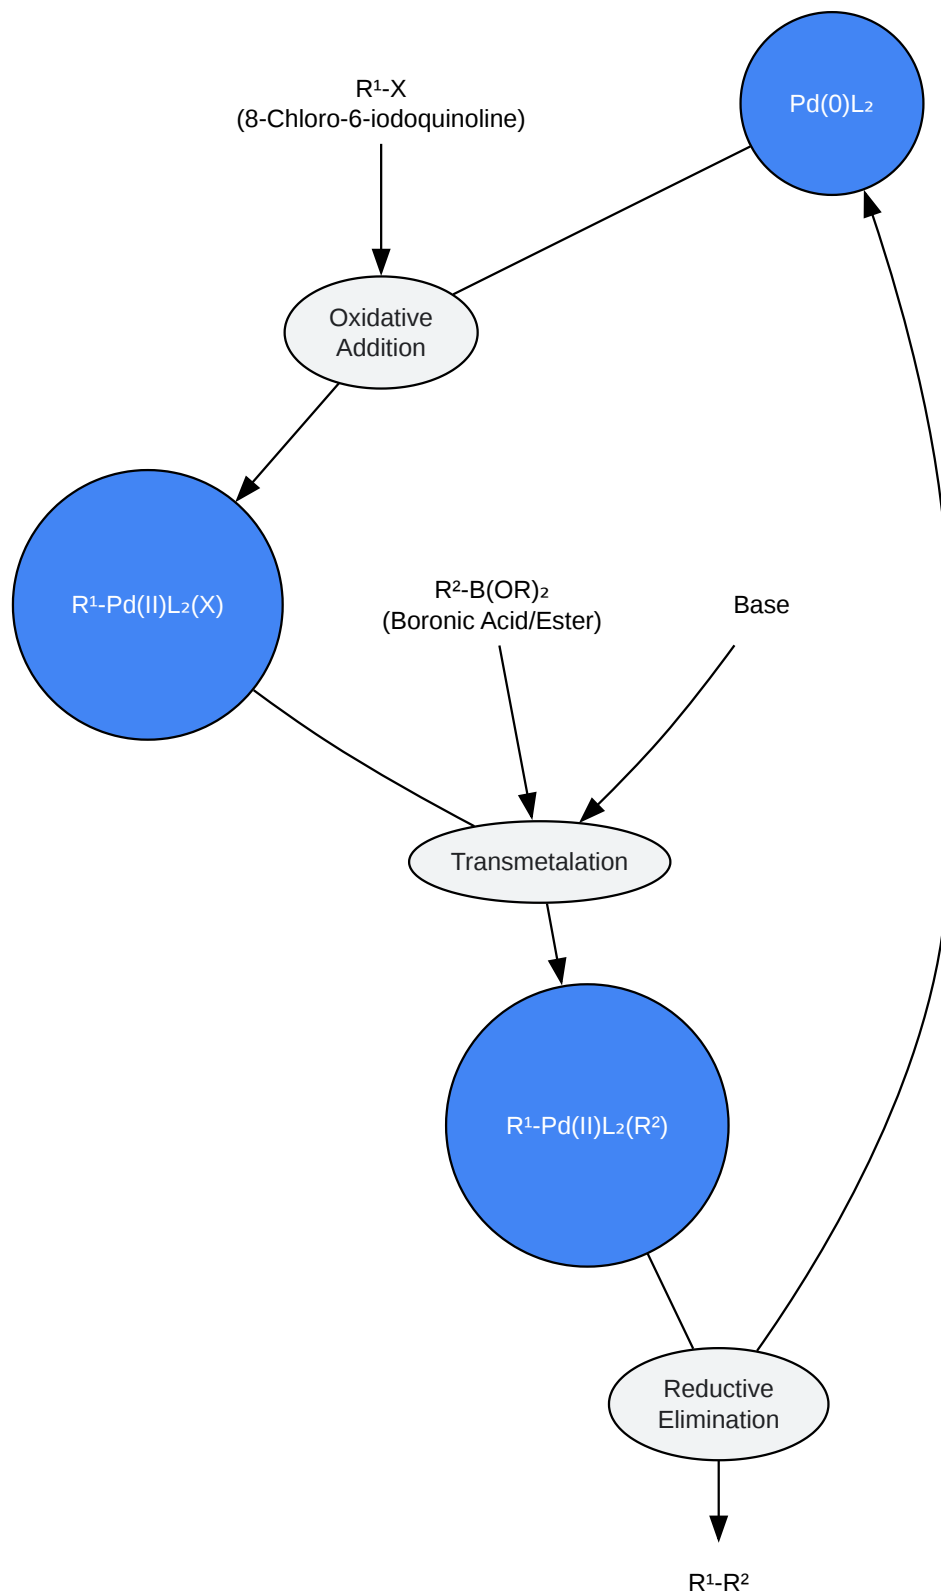 R¹-X
(8-Chloro-6-iodoquinoline)
Pd(0)L₂
Oxidative
Addition
R¹-Pd(II)L₂(X)
R²-B(OR)₂
(Boronic Acid/Ester)
Base
Transmetalation
R¹-Pd(II)L₂(R²)
Reductive
Elimination
R¹-R²